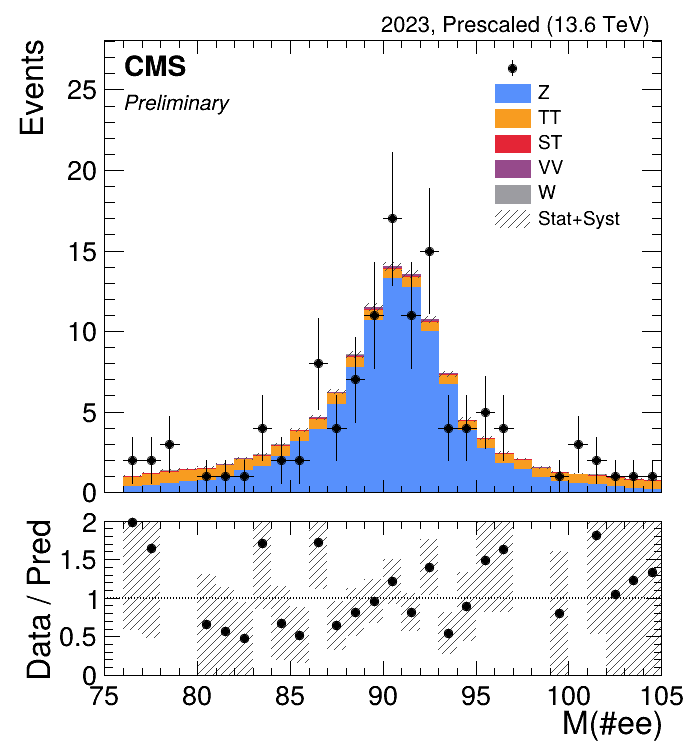 2023, Prescaled (13.6 TeV)
CMS
Preliminary
Z
TT
ST
VV
W
Stat+Syst
Events
25
20
15
10
5
0
Data / Pred
2
1.5
1
0.5
0
75 80 85 90 95 100 105
M(#ee)